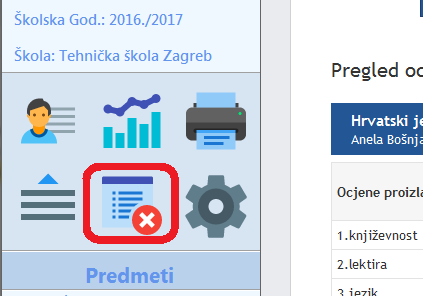 Školska God.: 2016./2017
Škola: Tehnička škola Zagreb
Predmeti
Pregled oc
Hrvatski je
Anela Bošnja
Ocjene proizla
1.književnost
2.lektira
3.jezik